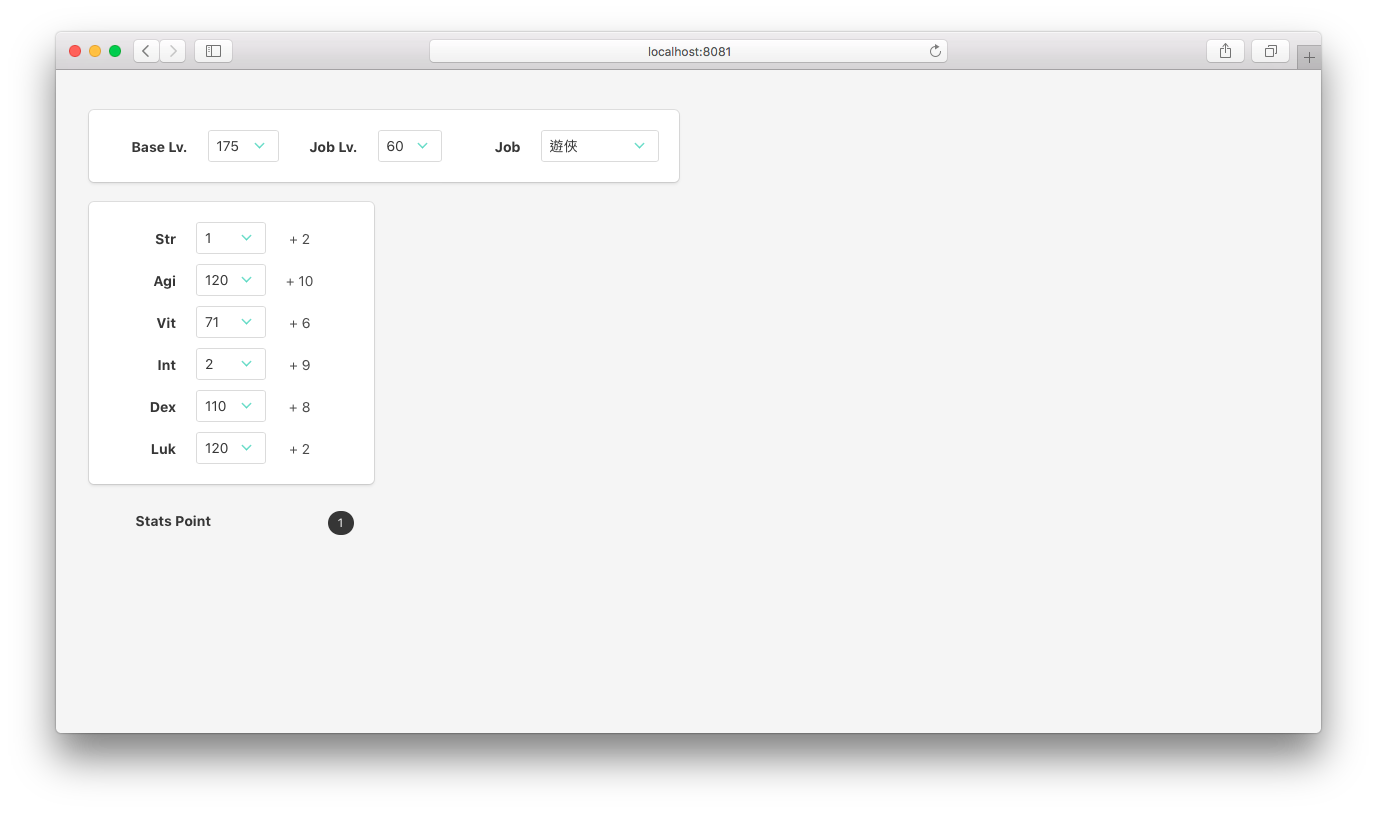 localhost:8081
Base Lv. 175 Job Lv. 60 Job 遊俠
Str 1 + 2
Agi 120 + 10
Vit 71 + 6
Int 2 + 9
Dex 110 + 8
Luk 120 + 2
Stats Point 1